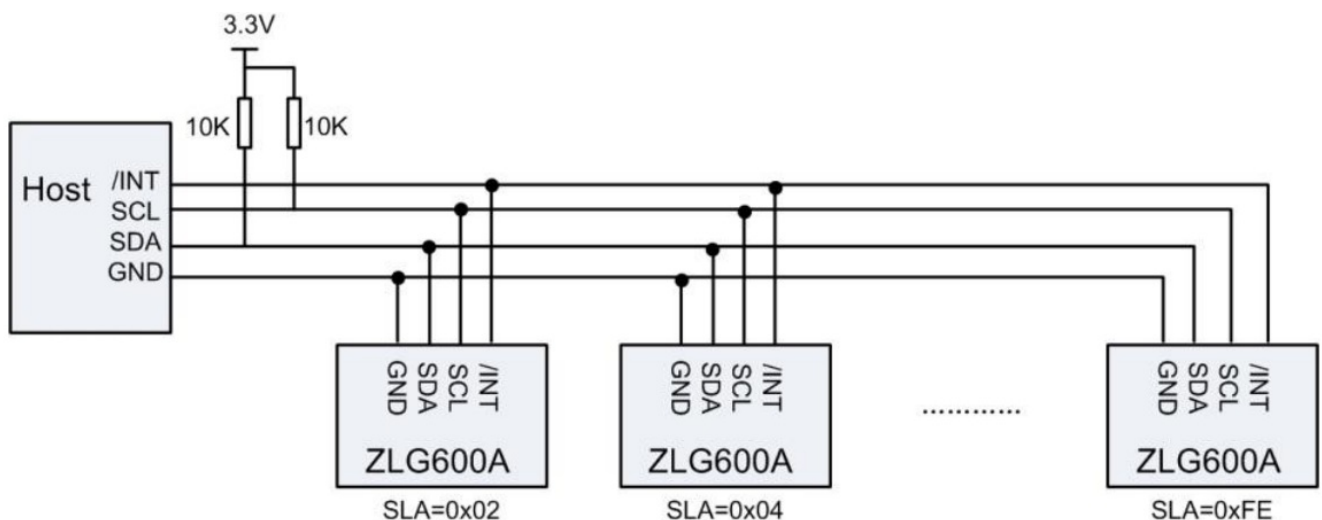 3.3V
10K
10K
Host
/INT
SCL
SDA
GND
GND
SDA
SCL
/INT
ZLG600A
SLA=0x02
GND
SDA
SCL
/INT
ZLG600A
SLA=0x04
............
GND
SDA
SCL
/INT
ZLG600A
SLA=0xFE